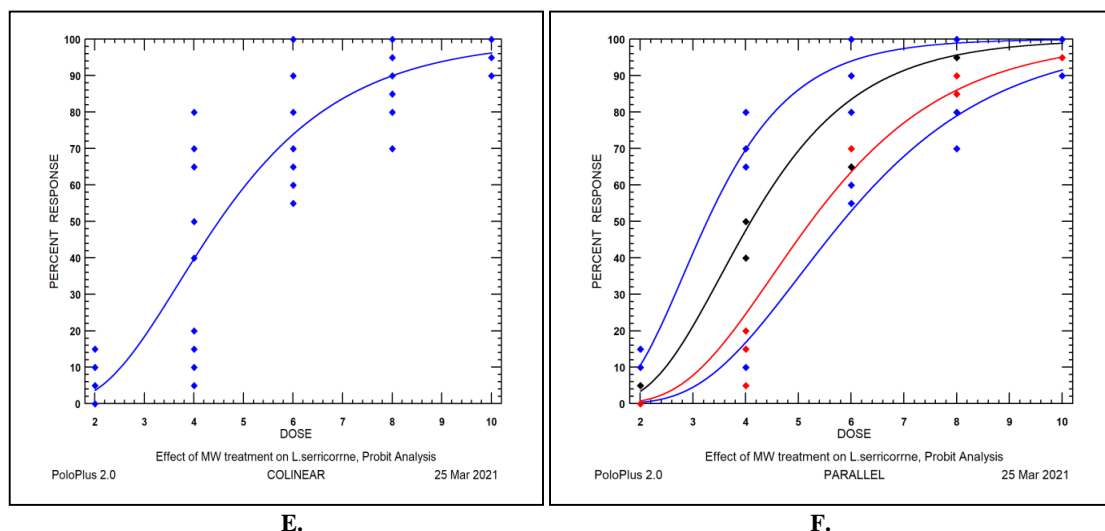 PERCENT RESPONSE
100
90
80
70
60
50
40
30
20
10
0
2 3 4 5 6 7 8 9 10
DOSE
Effect of MW treatment on L.serricorrne, Probit Analysis
PoloPlus 2.0 COLINEAR 25 Mar 2021
E.
PERCENT RESPONSE
100
90
80
70
60
50
40
30
20
10
0
2 3 4 5 6 7 8 9 10
DOSE
Effect of MW treatment on L.serricorrne, Probit Analysis
PoloPlus 2.0 PARALLEL 25 Mar 2021
F.